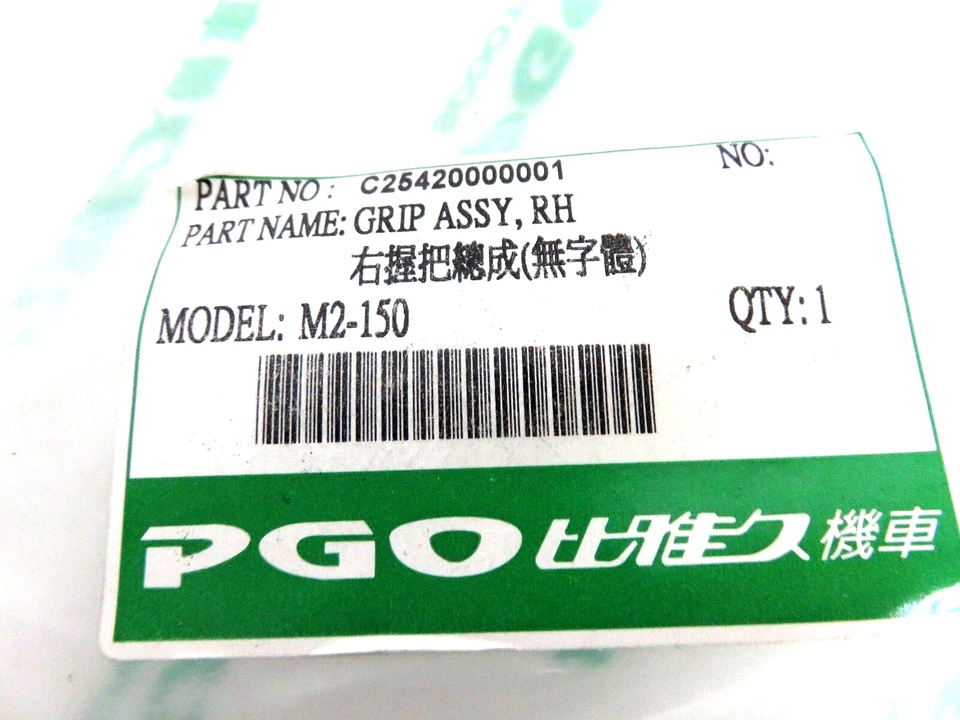 PART NO: C25420000001
NO:
PART NAME: GRIP ASSY, RH
右握把總成(無字體)
MODEL: M2-150
QTY: 1
PGO 比雅久機車